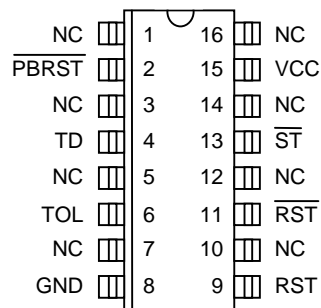 NC 1 16 NC
PBRST 2 15 VCC
NC 3 14 NC
TD 4 13 ST
NC 5 12 NC
TOL 6 11 RST
NC 7 10 NC
GND 8 9 RST